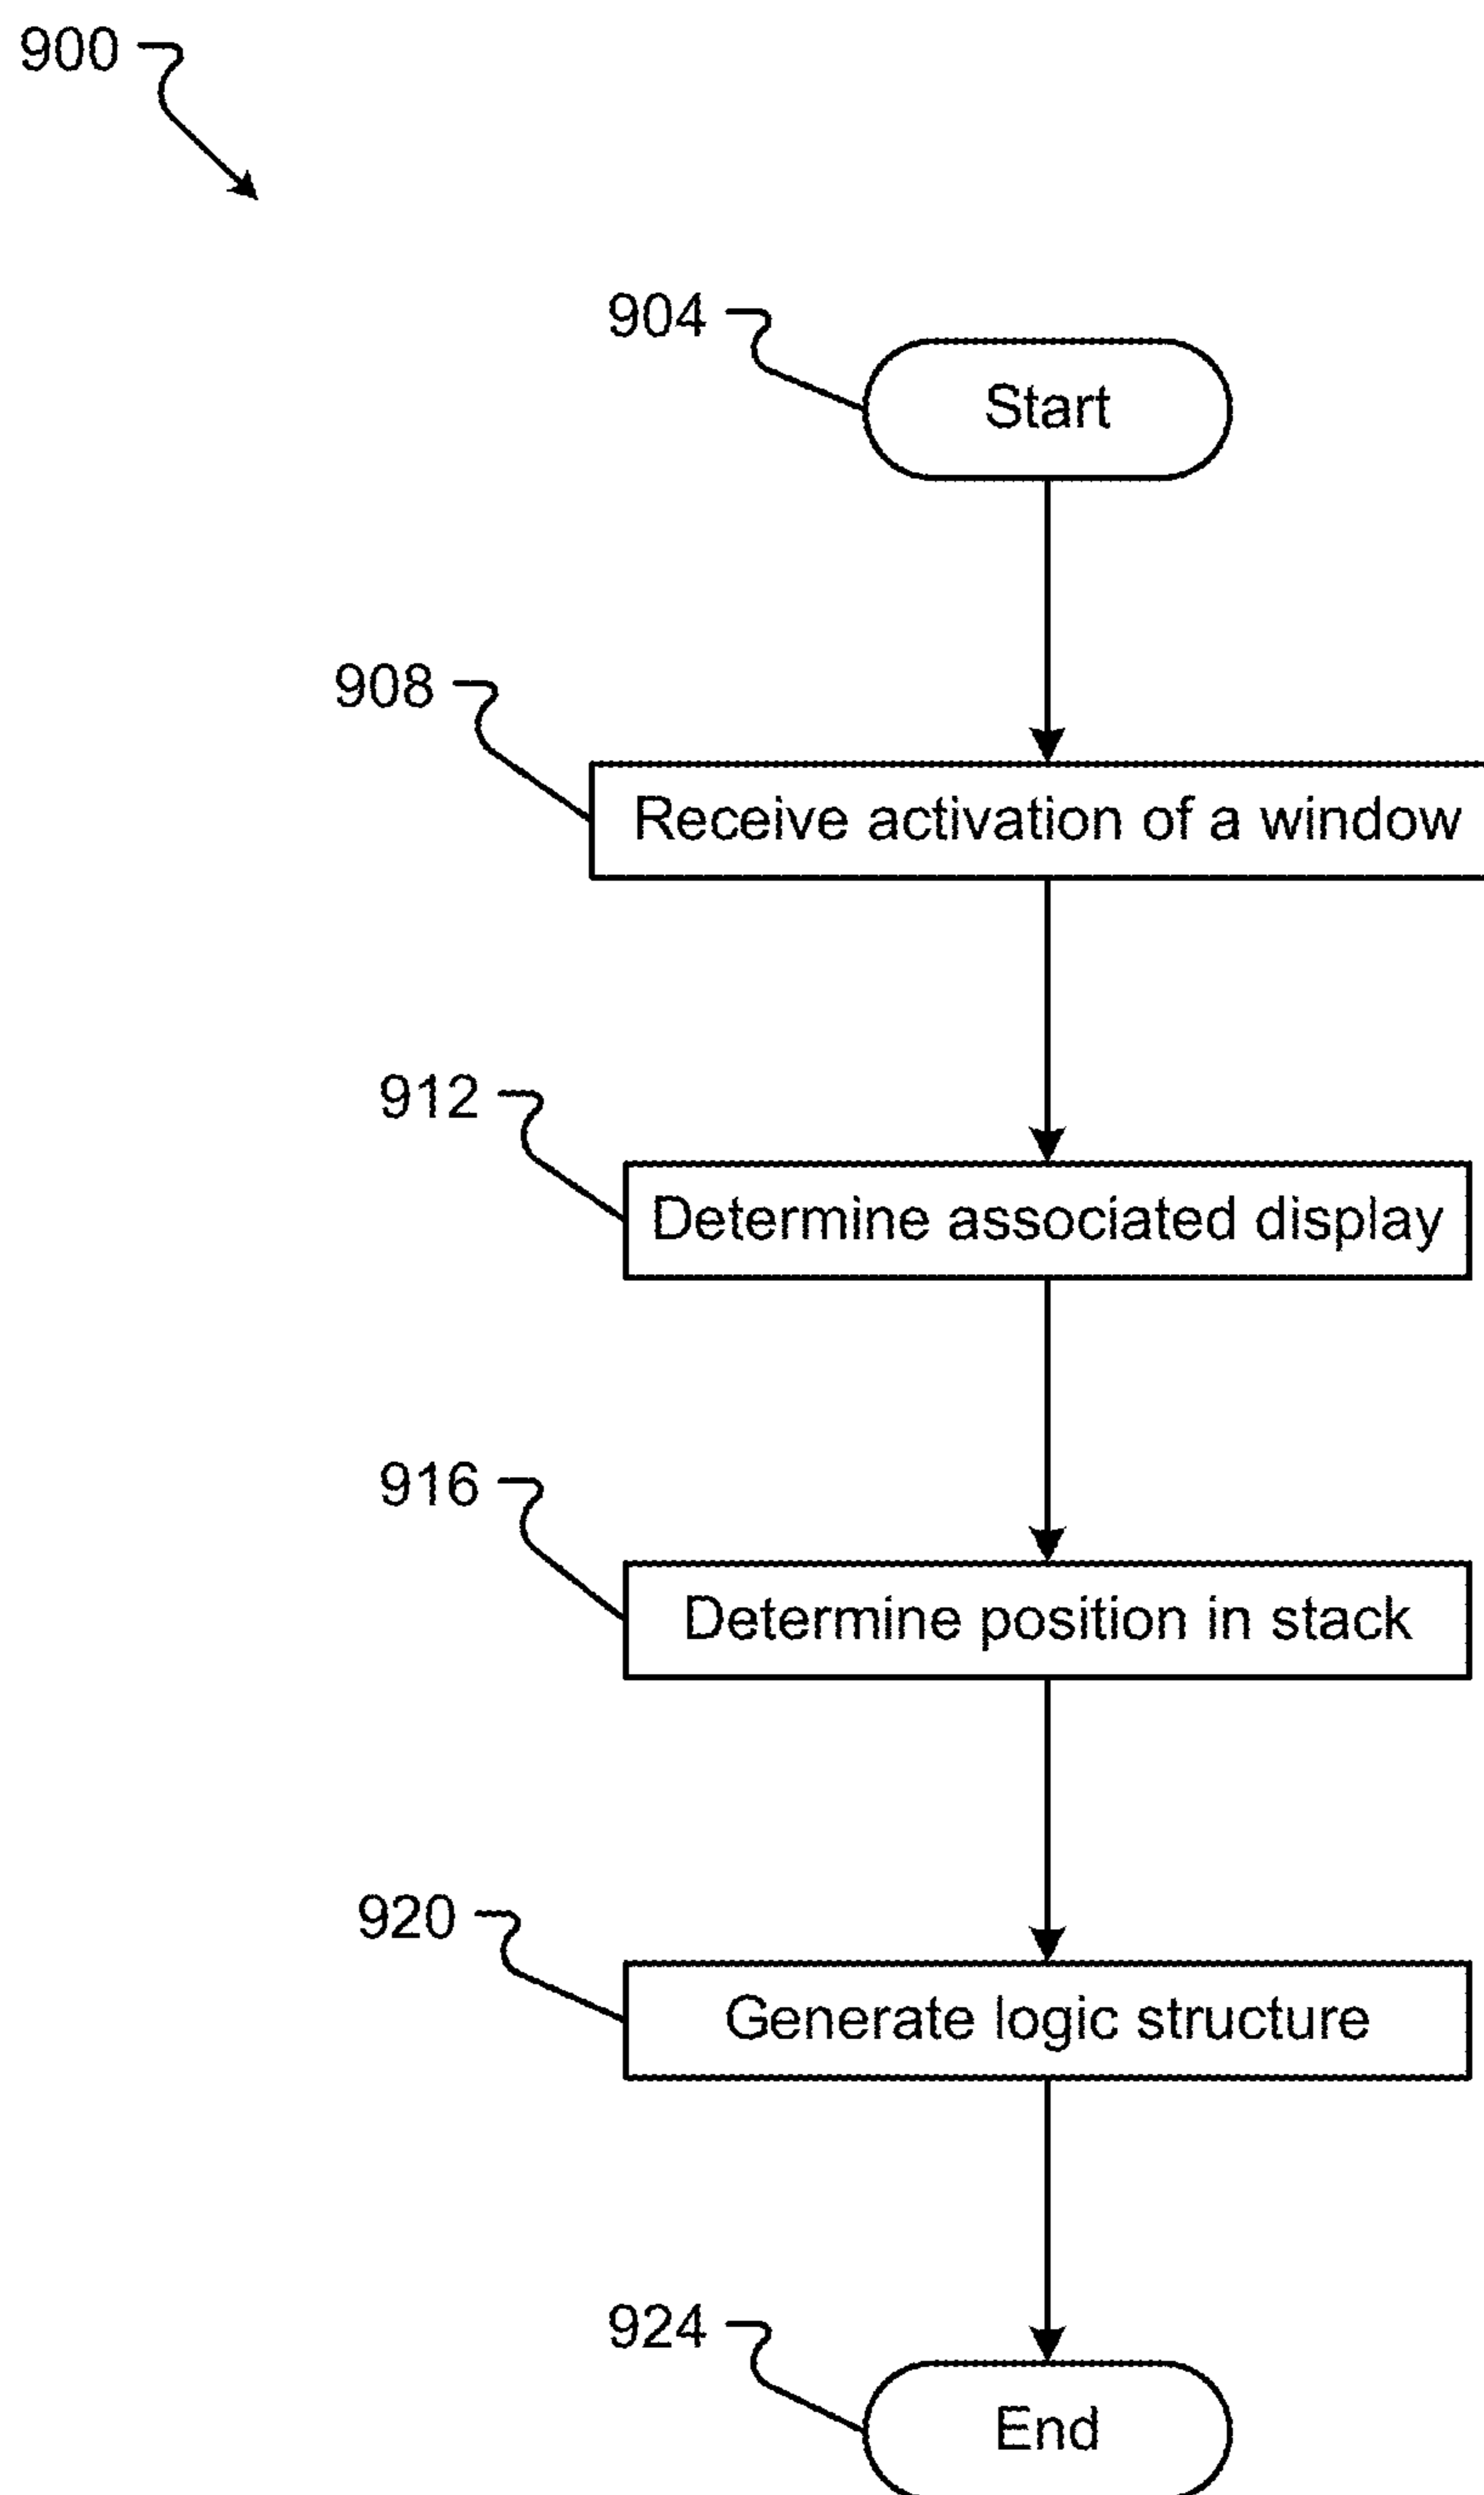 900
904
Start
908
Receive activation of a window
912
Determine associated display
916
Determine position in stack
920
Generate logic structure
924
End